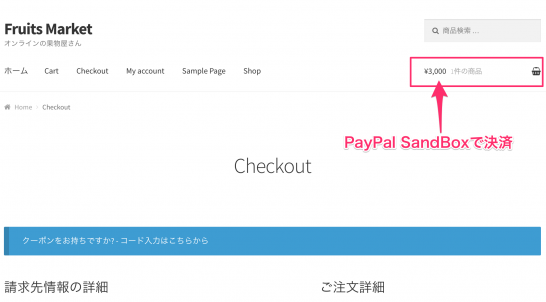 Fruits Market
オンラインの果物屋さん
商品検索 …
ホーム Cart Checkout My account Sample Page Shop
¥3,000 1件の商品
Home › Checkout
PayPal SandBoxで決済
Checkout
クーポンをお持ちですか? - コード入力はこちらから
請求先情報の詳細
ご注文詳細